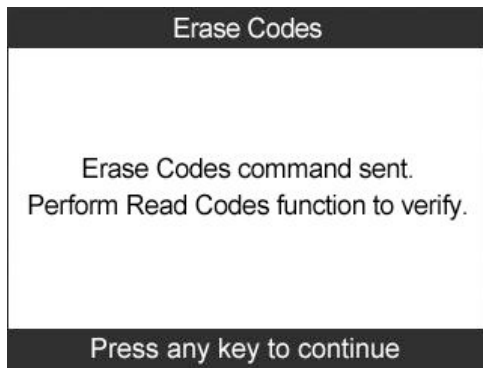 Erase Codes
Erase Codes command sent.
Perform Read Codes function to verify.
Press any key to continue